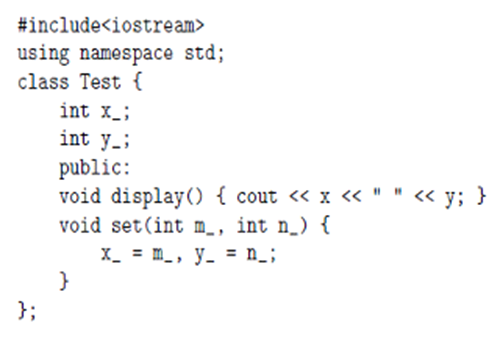 #include<iostream>
using namespace std;
class Test {
    int x_;
    int y_;
    public:
    void display() { cout << x << " " << y; }
    void set(int m_, int n_) {
        x_ = m_, y_ = n_;
    }
};